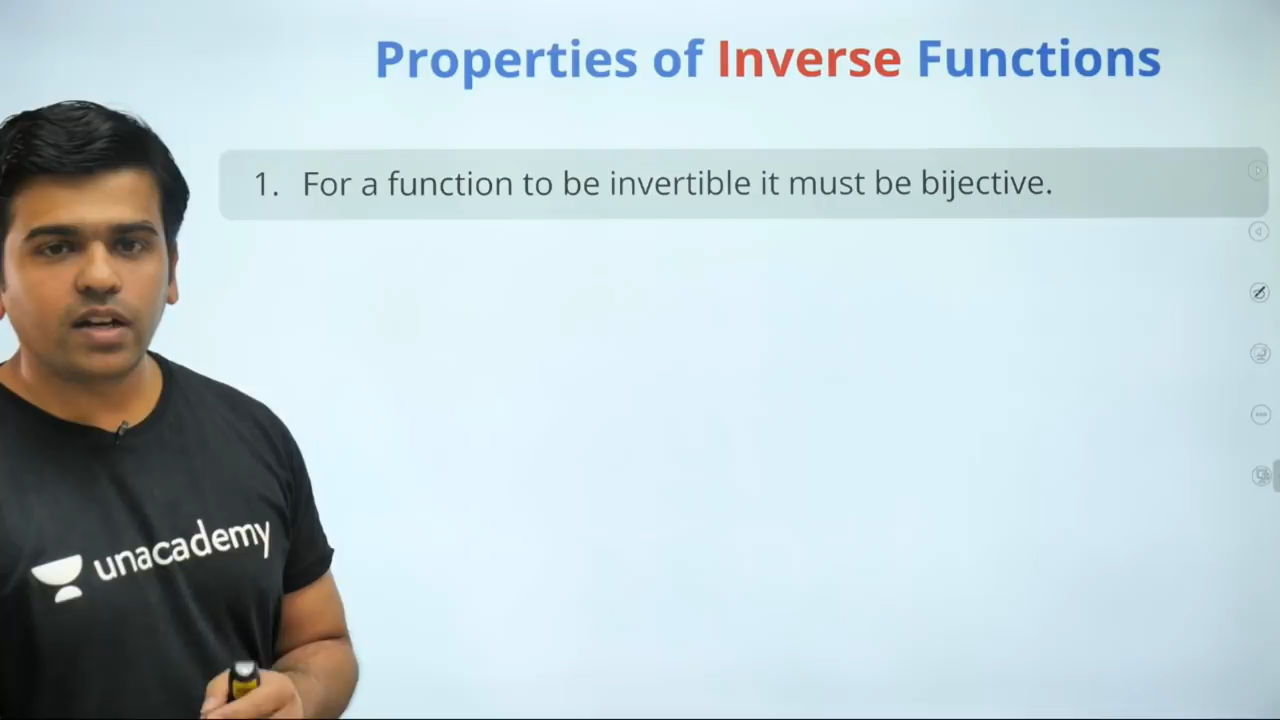 Properties of Inverse Functions
1. For a function to be invertible it must be bijective.
unacademy